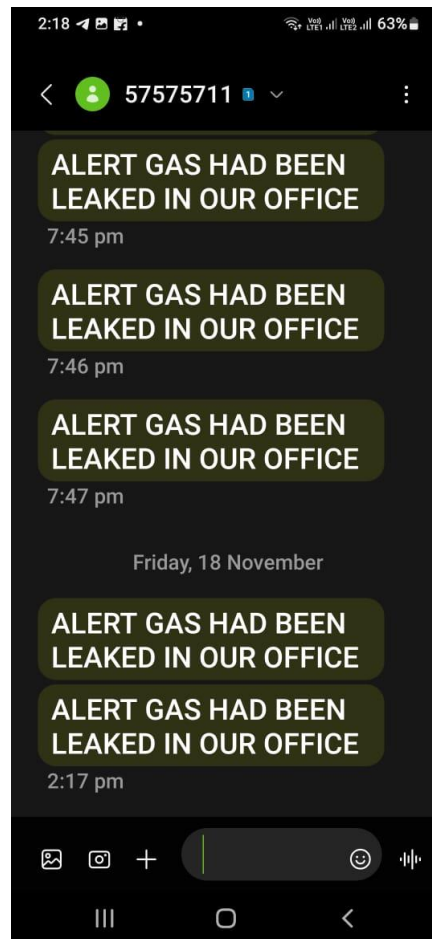 2:18
Vo)) LTE1 Vo)) LTE2 63%
57575711 1
ALERT GAS HAD BEEN
LEAKED IN OUR OFFICE
7:45 pm
ALERT GAS HAD BEEN
LEAKED IN OUR OFFICE
7:46 pm
ALERT GAS HAD BEEN
LEAKED IN OUR OFFICE
7:47 pm
Friday, 18 November
ALERT GAS HAD BEEN
LEAKED IN OUR OFFICE
ALERT GAS HAD BEEN
LEAKED IN OUR OFFICE
2:17 pm